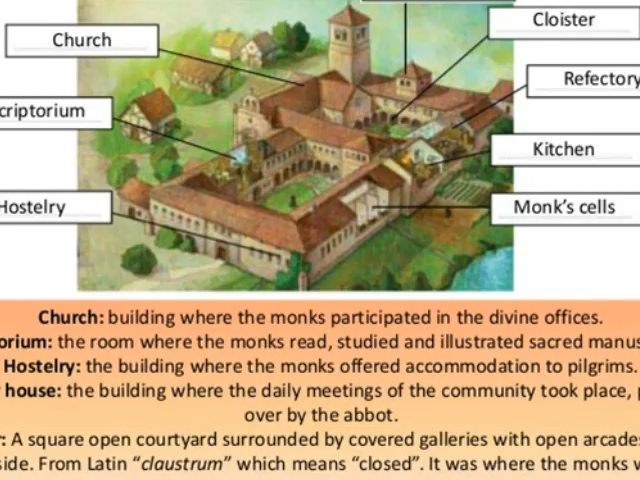 Cloister
Church
Refectory
criptorium
Kitchen
Hostelry
Monk's cells
Church: building where the monks participated in the divine offices.
orium: the room where the monks read, studied and illustrated sacred manus
Hostelry: the building where the monks offered accommodation to pilgrims.
house: the building where the daily meetings of the community took place, p
over by the abbot.
r: A square open courtyard surrounded by covered galleries with open arcades
side. From Latin “claustrum” which means “closed”. It was where the monks w